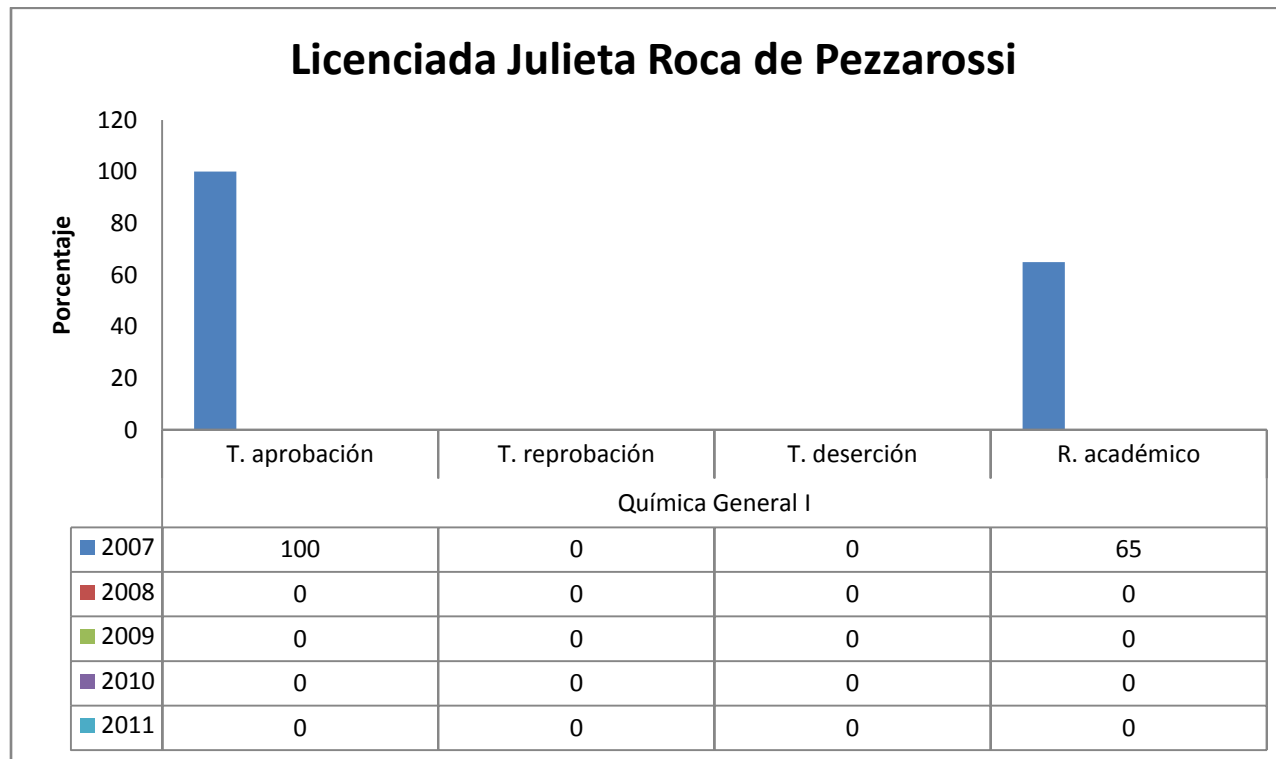 Licenciada Julieta Roca de Pezzarossi
120
100
80
60
40
20
0
Porcentaje
T. aprobación T. reprobación T. deserción R. académico
Química General I
2007 100 0 0 65
2008 0 0 0 0
2009 0 0 0 0
2010 0 0 0 0
2011 0 0 0 0